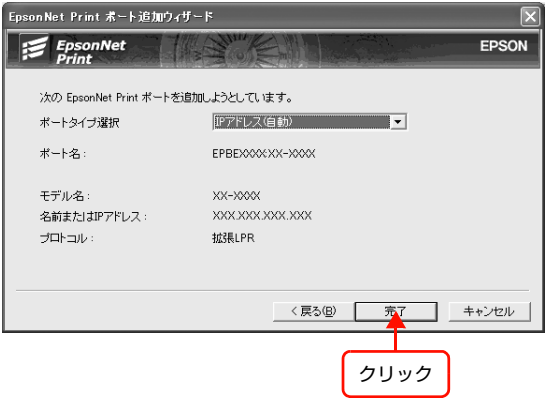 EpsonNet Print ポート追加ウィザード
EpsonNet
Print
EPSON
次の EpsonNet Print ポートを追加しようとしています。
ポートタイプ選択 IPアドレス(自動)
ポート名： EPBEXXXX:XX-XXXX
モデル名： XX-XXXX
名前またはIPアドレス： XXX.XXX.XXX.XXX
プロトコル： 拡張LPR
< 戻る(B) 完了 キャンセル
クリック